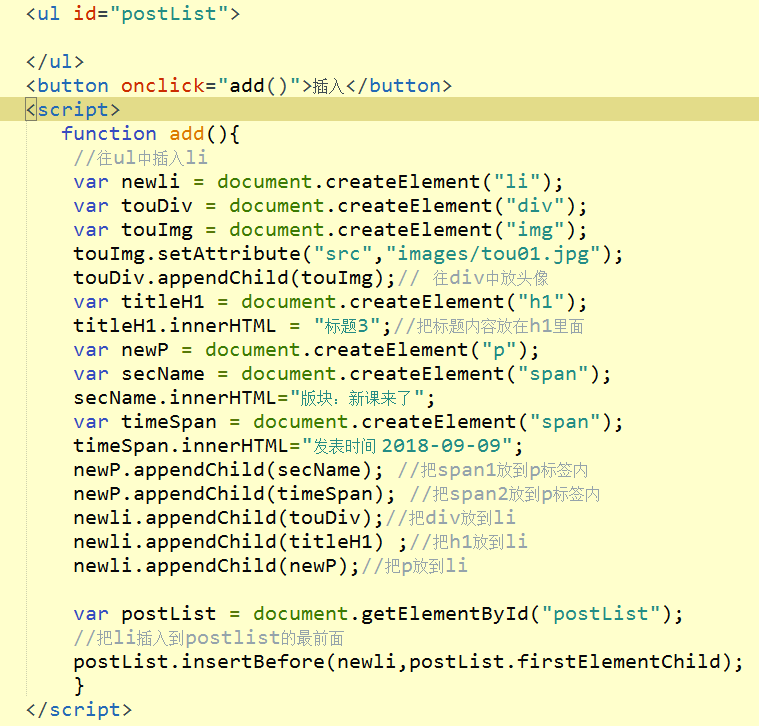 <ul id="postList">
</ul>
<button onclick="add()">插入</button>
<script>
function add(){
//往ul中插入li
var newli = document.createElement("li");
var touDiv = document.createElement("div");
var touImg = document.createElement("img");
touImg.setAttribute("src","images/tou01.jpg");
touDiv.appendChild(touImg);// 往div中放头像
var titleH1 = document.createElement("h1");
titleH1.innerHTML = "标题3";//把标题内容放在h1里面
var newP = document.createElement("p");
var secName = document.createElement("span");
secName.innerHTML="版块：新课来了";
var timeSpan = document.createElement("span");
timeSpan.innerHTML="发表时间 2018-09-09";
newP.appendChild(secName); //把span1放到p标签内
newP.appendChild(timeSpan); //把span2放到p标签内
newli.appendChild(touDiv);//把div放到li
newli.appendChild(titleH1) ;//把h1放到li
newli.appendChild(newP);//把p放到li
var postList = document.getElementById("postList");
//把li插入到postlist的最前面
postList.insertBefore(newli,postList.firstElementChild);
}
</script>